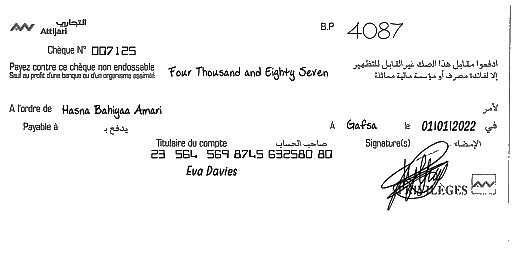 التجاري
Attijari
B.P 4087
Chèque N° 007125
Payez contre ce chèque non endossable
Sauf au profit d'une banque ou d'un organisme assimilé
Four Thousand and Eighty Seven
ادفعوا مقابل هذا الصك غير القابل للتظهير
إلا لفائدة مصرف أو مؤسسة مالية مماثلة
A l'ordre de Hasna Bahiyaa Amari لأمر
Payable à يدفع بـ A Gafsa le 01/01/2022 في
Titulaire du compte صاحب الحساب Signature(s) الإمضاء
23 564 569 8745 632580 80
Eva Davies